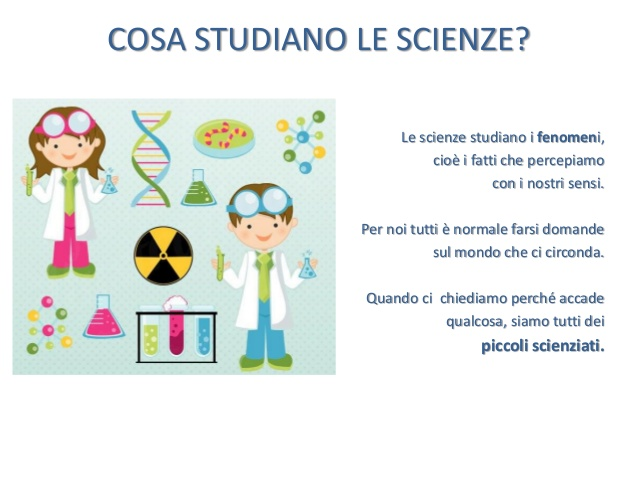 COSA STUDIANO LE SCIENZE?
Le scienze studiano i fenomeni,
cioè i fatti che percepiamo
con i nostri sensi.
Per noi tutti è normale farsi domande
sul mondo che ci circonda.
Quando ci chiediamo perché accade
qualcosa, siamo tutti dei
piccoli scienziati.